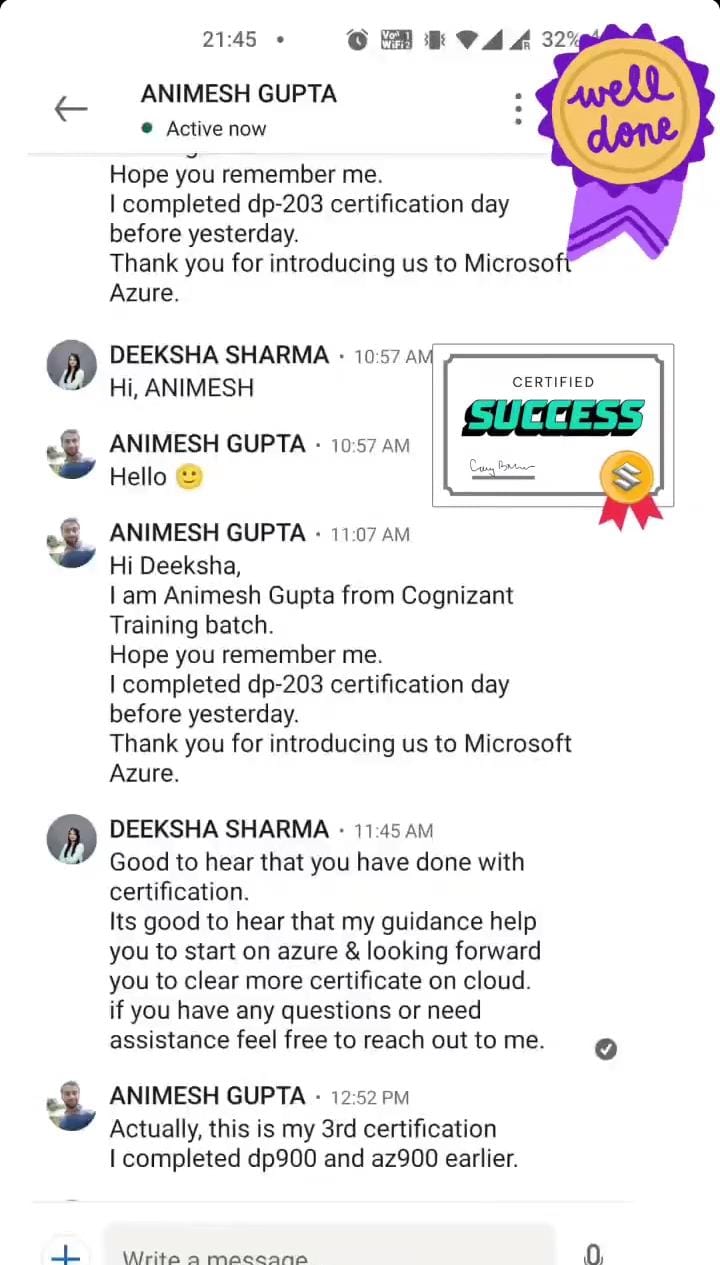 21:45
Vo 1
WiFi2
R
32%
well
done
ANIMESH GUPTA
Active now
Hope you remember me.
I completed dp-203 certification day
before yesterday.
Thank you for introducing us to Microsoft
Azure.
DEEKSHA SHARMA • 10:57 AM
Hi, ANIMESH
CERTIFIED
SUCCESS
ANIMESH GUPTA • 10:57 AM
Hello 🙂
ANIMESH GUPTA • 11:07 AM
Hi Deeksha,
I am Animesh Gupta from Cognizant
Training batch.
Hope you remember me.
I completed dp-203 certification day
before yesterday.
Thank you for introducing us to Microsoft
Azure.
DEEKSHA SHARMA • 11:45 AM
Good to hear that you have done with
certification.
Its good to hear that my guidance help
you to start on azure & looking forward
you to clear more certificate on cloud.
if you have any questions or need
assistance feel free to reach out to me.
ANIMESH GUPTA • 12:52 PM
Actually, this is my 3rd certification
I completed dp900 and az900 earlier.
Write a message